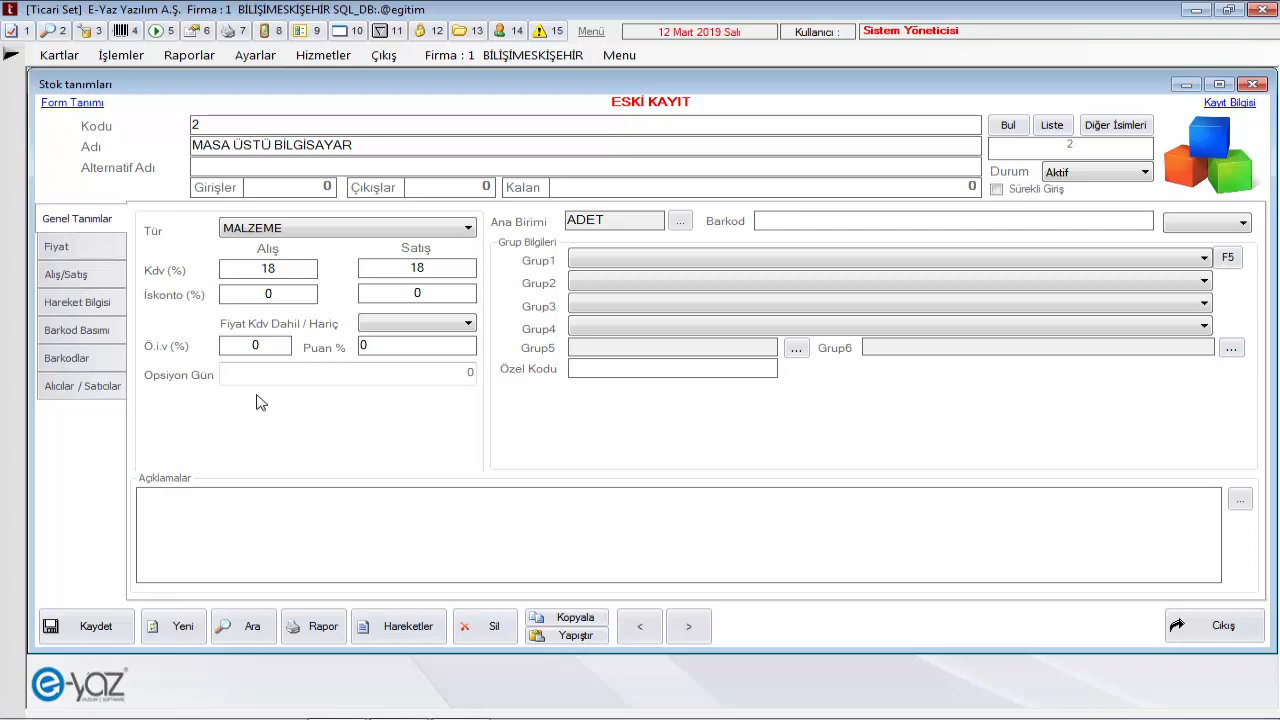 [Ticari Set] E-Yaz Yazılım A.Ş. Firma : 1 BİLİŞİMESKİŞEHİR SQL_DB:.@egitim
1 2 3 4 5 6 7 8 9 10 11 12 13 14 15 Menü 12 Mart 2019 Salı Kullanıcı : Sistem Yöneticisi
Kartlar İşlemler Raporlar Ayarlar Hizmetler Çıkış Firma : 1 BİLİŞİMESKİŞEHİR Menu
Stok tanımları
Form Tanımı ESKİ KAYIT Kayıt Bilgisi
Kodu 2 Bul Liste Diğer İsimleri
Adı MASA ÜSTÜ BİLGİSAYAR 2
Alternatif Adı
Durum Aktif
Girişler 0 Çıkışlar 0 Kalan 0 Sürekli Giriş
Genel Tanımlar
Fiyat
Alış/Satış
Hareket Bilgisi
Barkod Basımı
Barkodlar
Alıcılar / Satıcılar
Tür MALZEME
Alış Satış
Kdv (%) 18 18
İskonto (%) 0 0
Fiyat Kdv Dahil / Hariç
Ö.i.v (%) 0 Puan % 0
Opsiyon Gün 0
Ana Birimi ADET ... Barkod
Grup Bilgileri
Grup1 F5
Grup2
Grup3
Grup4
Grup5 ... Grup6 ...
Özel Kodu
Açıklamalar
...
Kaydet Yeni Ara Rapor Hareketler Sil Kopyala Yapıştır < > Çıkış
e-yaz
YAZILIM | SOFTWARE